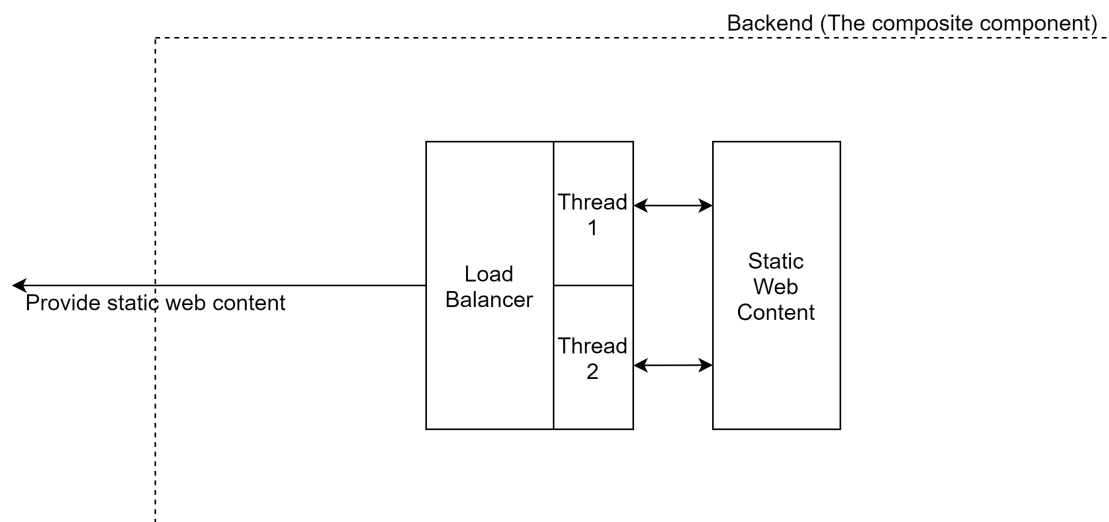 Backend (The composite component)
Thread
1
Load
Balancer
Static
Web
Content
Provide static web content
Thread
2